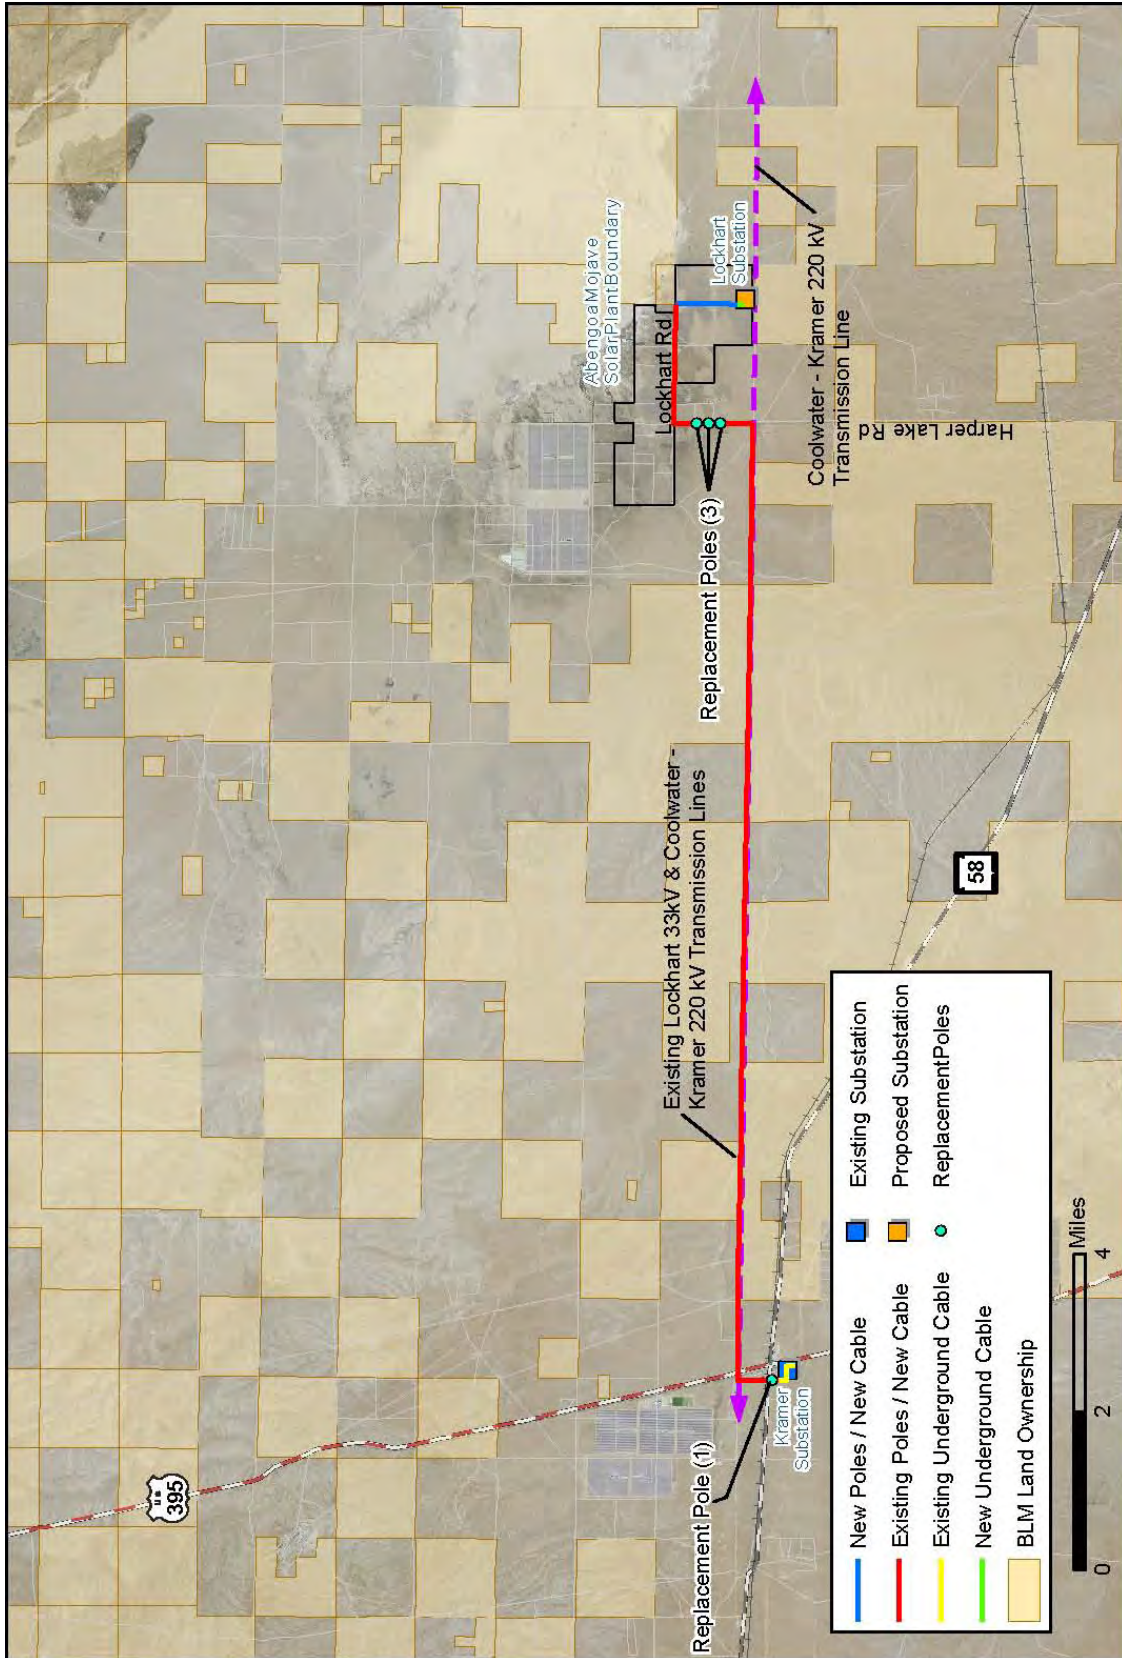 U S
395
Abengoa Mojave
Solar Plant Boundary
Lockhart Rd
Lockhart
Substation
Replacement Poles (3)
Harper Lake Rd
Coolwater - Kramer 220 kV
Transmission Line
Existing Lockhart 33kV & Coolwater -
Kramer 220 kV Transmission Lines
58
Replacement Pole (1)
Kramer
Substation
New Poles / New Cable
Existing Poles / New Cable
Existing Underground Cable
New Underground Cable
BLM Land Ownership
Existing Substation
Proposed Substation
ReplacementPoles
0
2
4
Miles